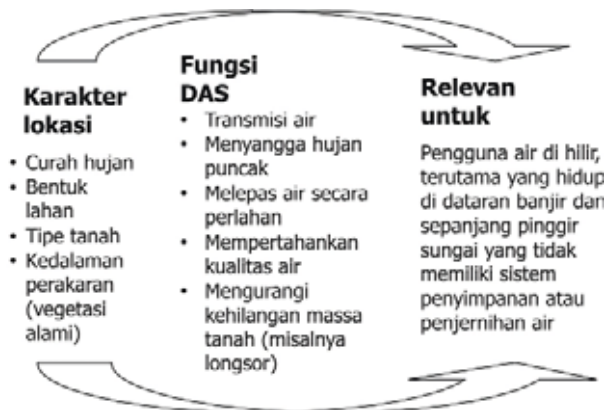 Karakter
lokasi
• Curah hujan
• Bentuk
lahan
• Tipe tanah
• Kedalaman
perakaran
(vegetasi
alami)
Fungsi
DAS
• Transmisi air
• Menyangga hujan
puncak
• Melepas air secara
perlahan
• Mempertahankan
kualitas air
• Mengurangi
kehilangan massa
tanah (misalnya
longsor)
Relevan
untuk
Pengguna air di hilir,
terutama yang hidup
di dataran banjir dan
sepanjang pinggir
sungai yang tidak
memiliki sistem
penyimpanan atau
penjernihan air